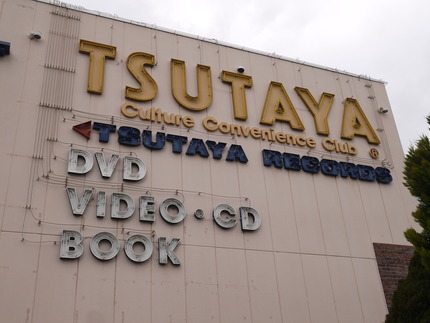 TSUTAYA
Culture Convenience Club ®
TSUTAYA RECORDS
DVD
VIDEO・CD
BOOK